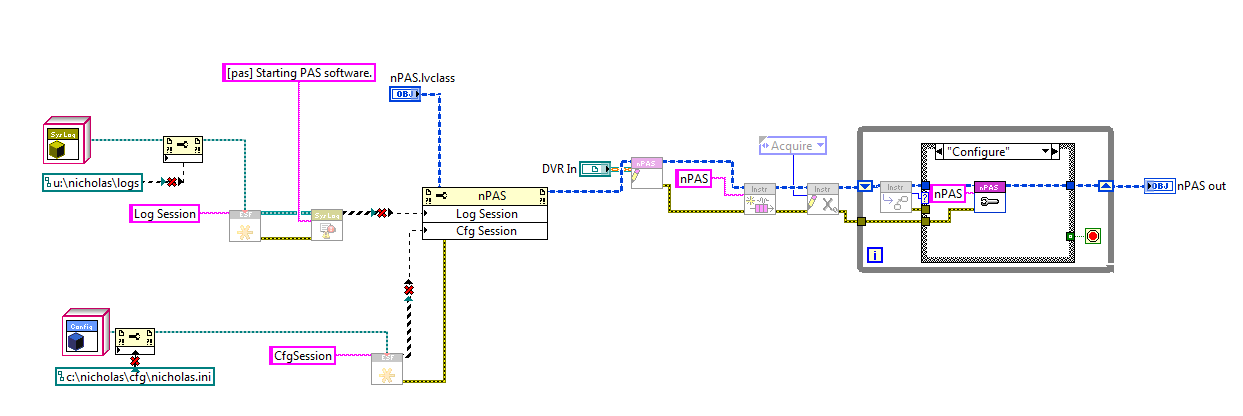 [pas] Starting PAS software.
nPAS.lvclass
OBJ
SysLog
u:\nicholas\logs
Log Session
ESF
SysLog
nPAS
Log Session
Cfg Session
DVR In
nPAS
nPAS
Instr
Acquire
Instr
"Configure"
Instr
nPAS
nPAS
i
OBJ
nPAS out
Config
c:\nicholas\cfg\nicholas.ini
CfgSession
ESF